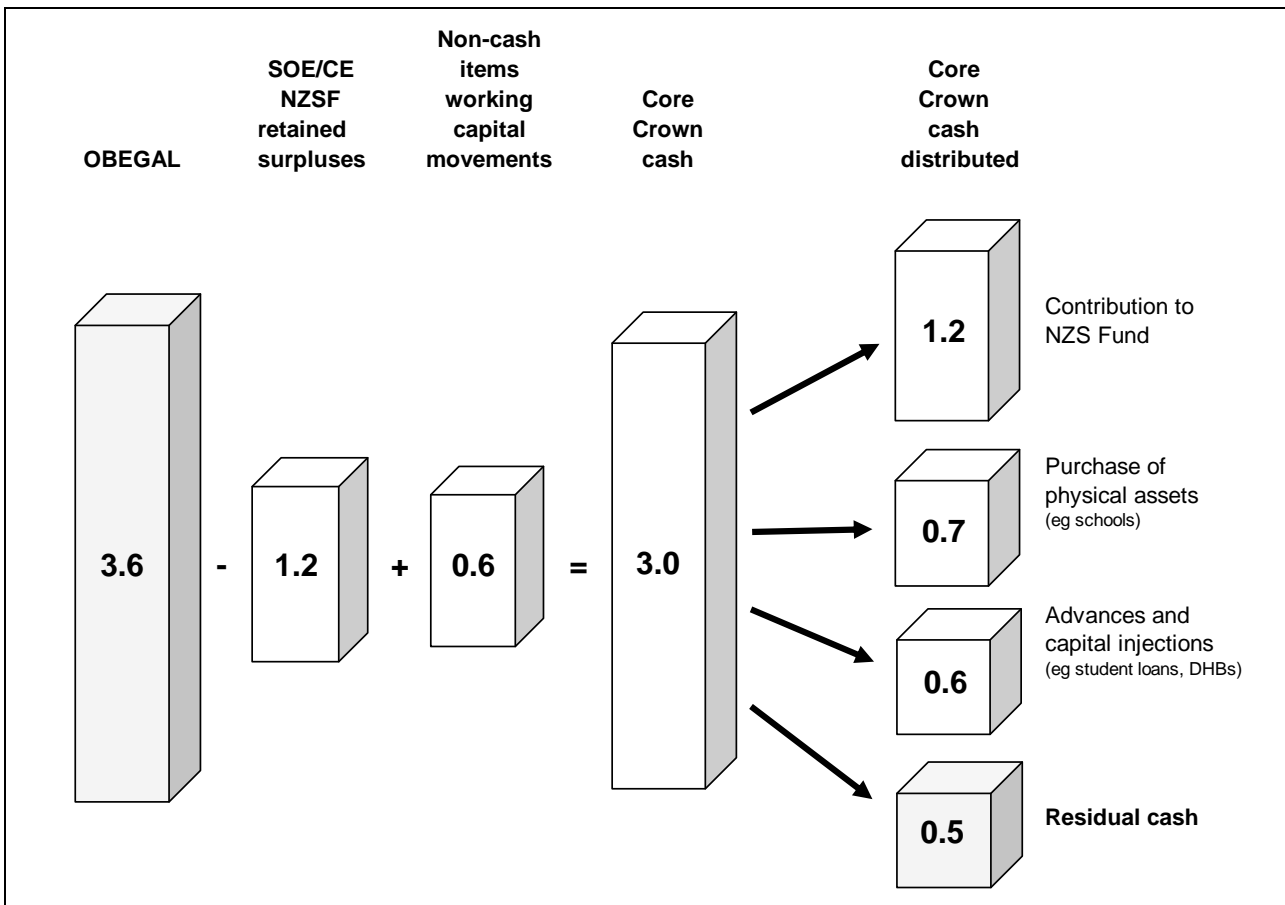 OBEGAL
SOE/CE
NZSF
retained
surpluses
Non-cash
items
working
capital
movements
Core
Crown
cash
Core
Crown
cash
distributed
3.6
-
1.2
+
0.6
=
3.0
1.2
Contribution to
NZS Fund
0.7
Purchase of
physical assets
(eg schools)
0.6
Advances and
capital injections
(eg student loans, DHBs)
0.5
Residual cash